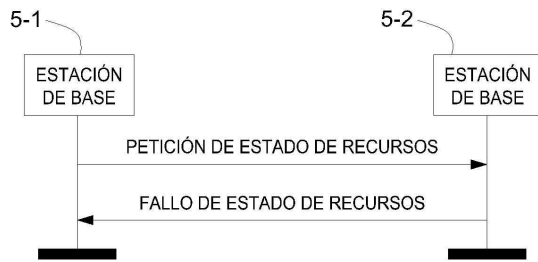 5-1
5-2
ESTACIÓN
DE BASE
ESTACIÓN
DE BASE
PETICIÓN DE ESTADO DE RECURSOS
FALLO DE ESTADO DE RECURSOS